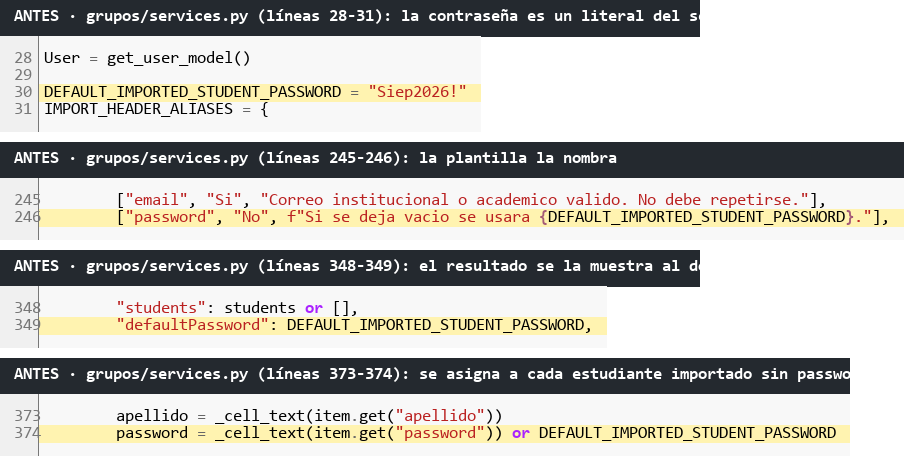 ANTES · grupos/services.py (líneas 28-31): la contraseña es un literal del
28 User = get_user_model()
29
30 DEFAULT_IMPORTED_STUDENT_PASSWORD = "Siep2026!"
31 IMPORT_HEADER_ALIASES = {
ANTES · grupos/services.py (líneas 245-246): la plantilla la nombra
245 ["email", "Si", "Correo institucional o academico valido. No debe repetirse."],
246 ["password", "No", f"Si se deja vacio se usara {DEFAULT_IMPORTED_STUDENT_PASSWORD}."],
ANTES · grupos/services.py (líneas 348-349): el resultado se la muestra al
348 "students": students or [],
349 "defaultPassword": DEFAULT_IMPORTED_STUDENT_PASSWORD,
ANTES · grupos/services.py (líneas 373-374): se asigna a cada estudiante importado sin passwo
373 apellido = _cell_text(item.get("apellido"))
374 password = _cell_text(item.get("password")) or DEFAULT_IMPORTED_STUDENT_PASSWORD